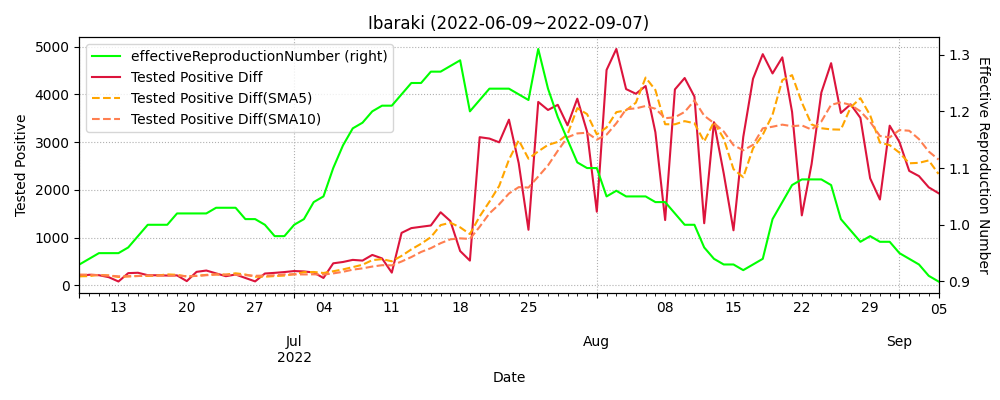 Ibaraki (2022-06-09~2022-09-07)
effectiveReproductionNumber (right)
Tested Positive Diff
Tested Positive Diff(SMA5)
Tested Positive Diff(SMA10)
Tested Positive
5000
4000
3000
2000
1000
0
Effective Reproduction Number
1.3
1.2
1.1
1.0
0.9
13 20 27 04 11 18 25 08 15 22 29 05
Jul Aug Sep
2022
Date